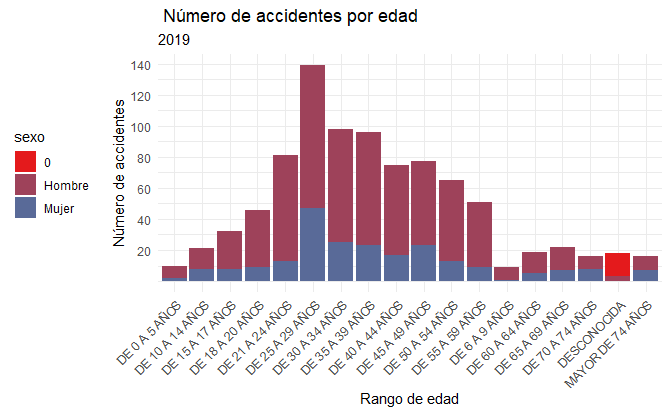 Número de accidentes por edad
2019
sexo
0
Hombre
Mujer
Número de accidentes
140
120
100
80
60
40
20
DE 0 A 5 AÑOS
DE 10 A 14 AÑOS
DE 15 A 17 AÑOS
DE 18 A 20 AÑOS
DE 21 A 24 AÑOS
DE 25 A 29 AÑOS
DE 30 A 34 AÑOS
DE 35 A 39 AÑOS
DE 40 A 44 AÑOS
DE 45 A 49 AÑOS
DE 50 A 54 AÑOS
DE 55 A 59 AÑOS
DE 6 A 9 AÑOS
DE 60 A 64 AÑOS
DE 65 A 69 AÑOS
DE 70 A 74 AÑOS
DESCONOCIDA
MAYOR DE 74 AÑOS
Rango de edad